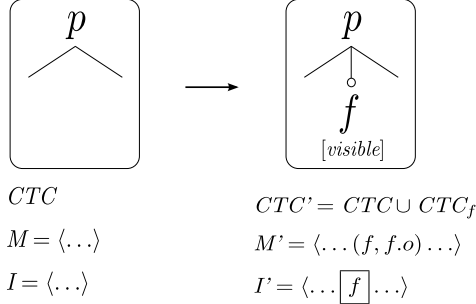 p
CTC
M = ⟨…⟩
I = ⟨…⟩
p
f
[visible]
CTC' = CTC ∪ CTC_f
M' = ⟨… (f, f.o) …⟩
I' = ⟨… f …⟩